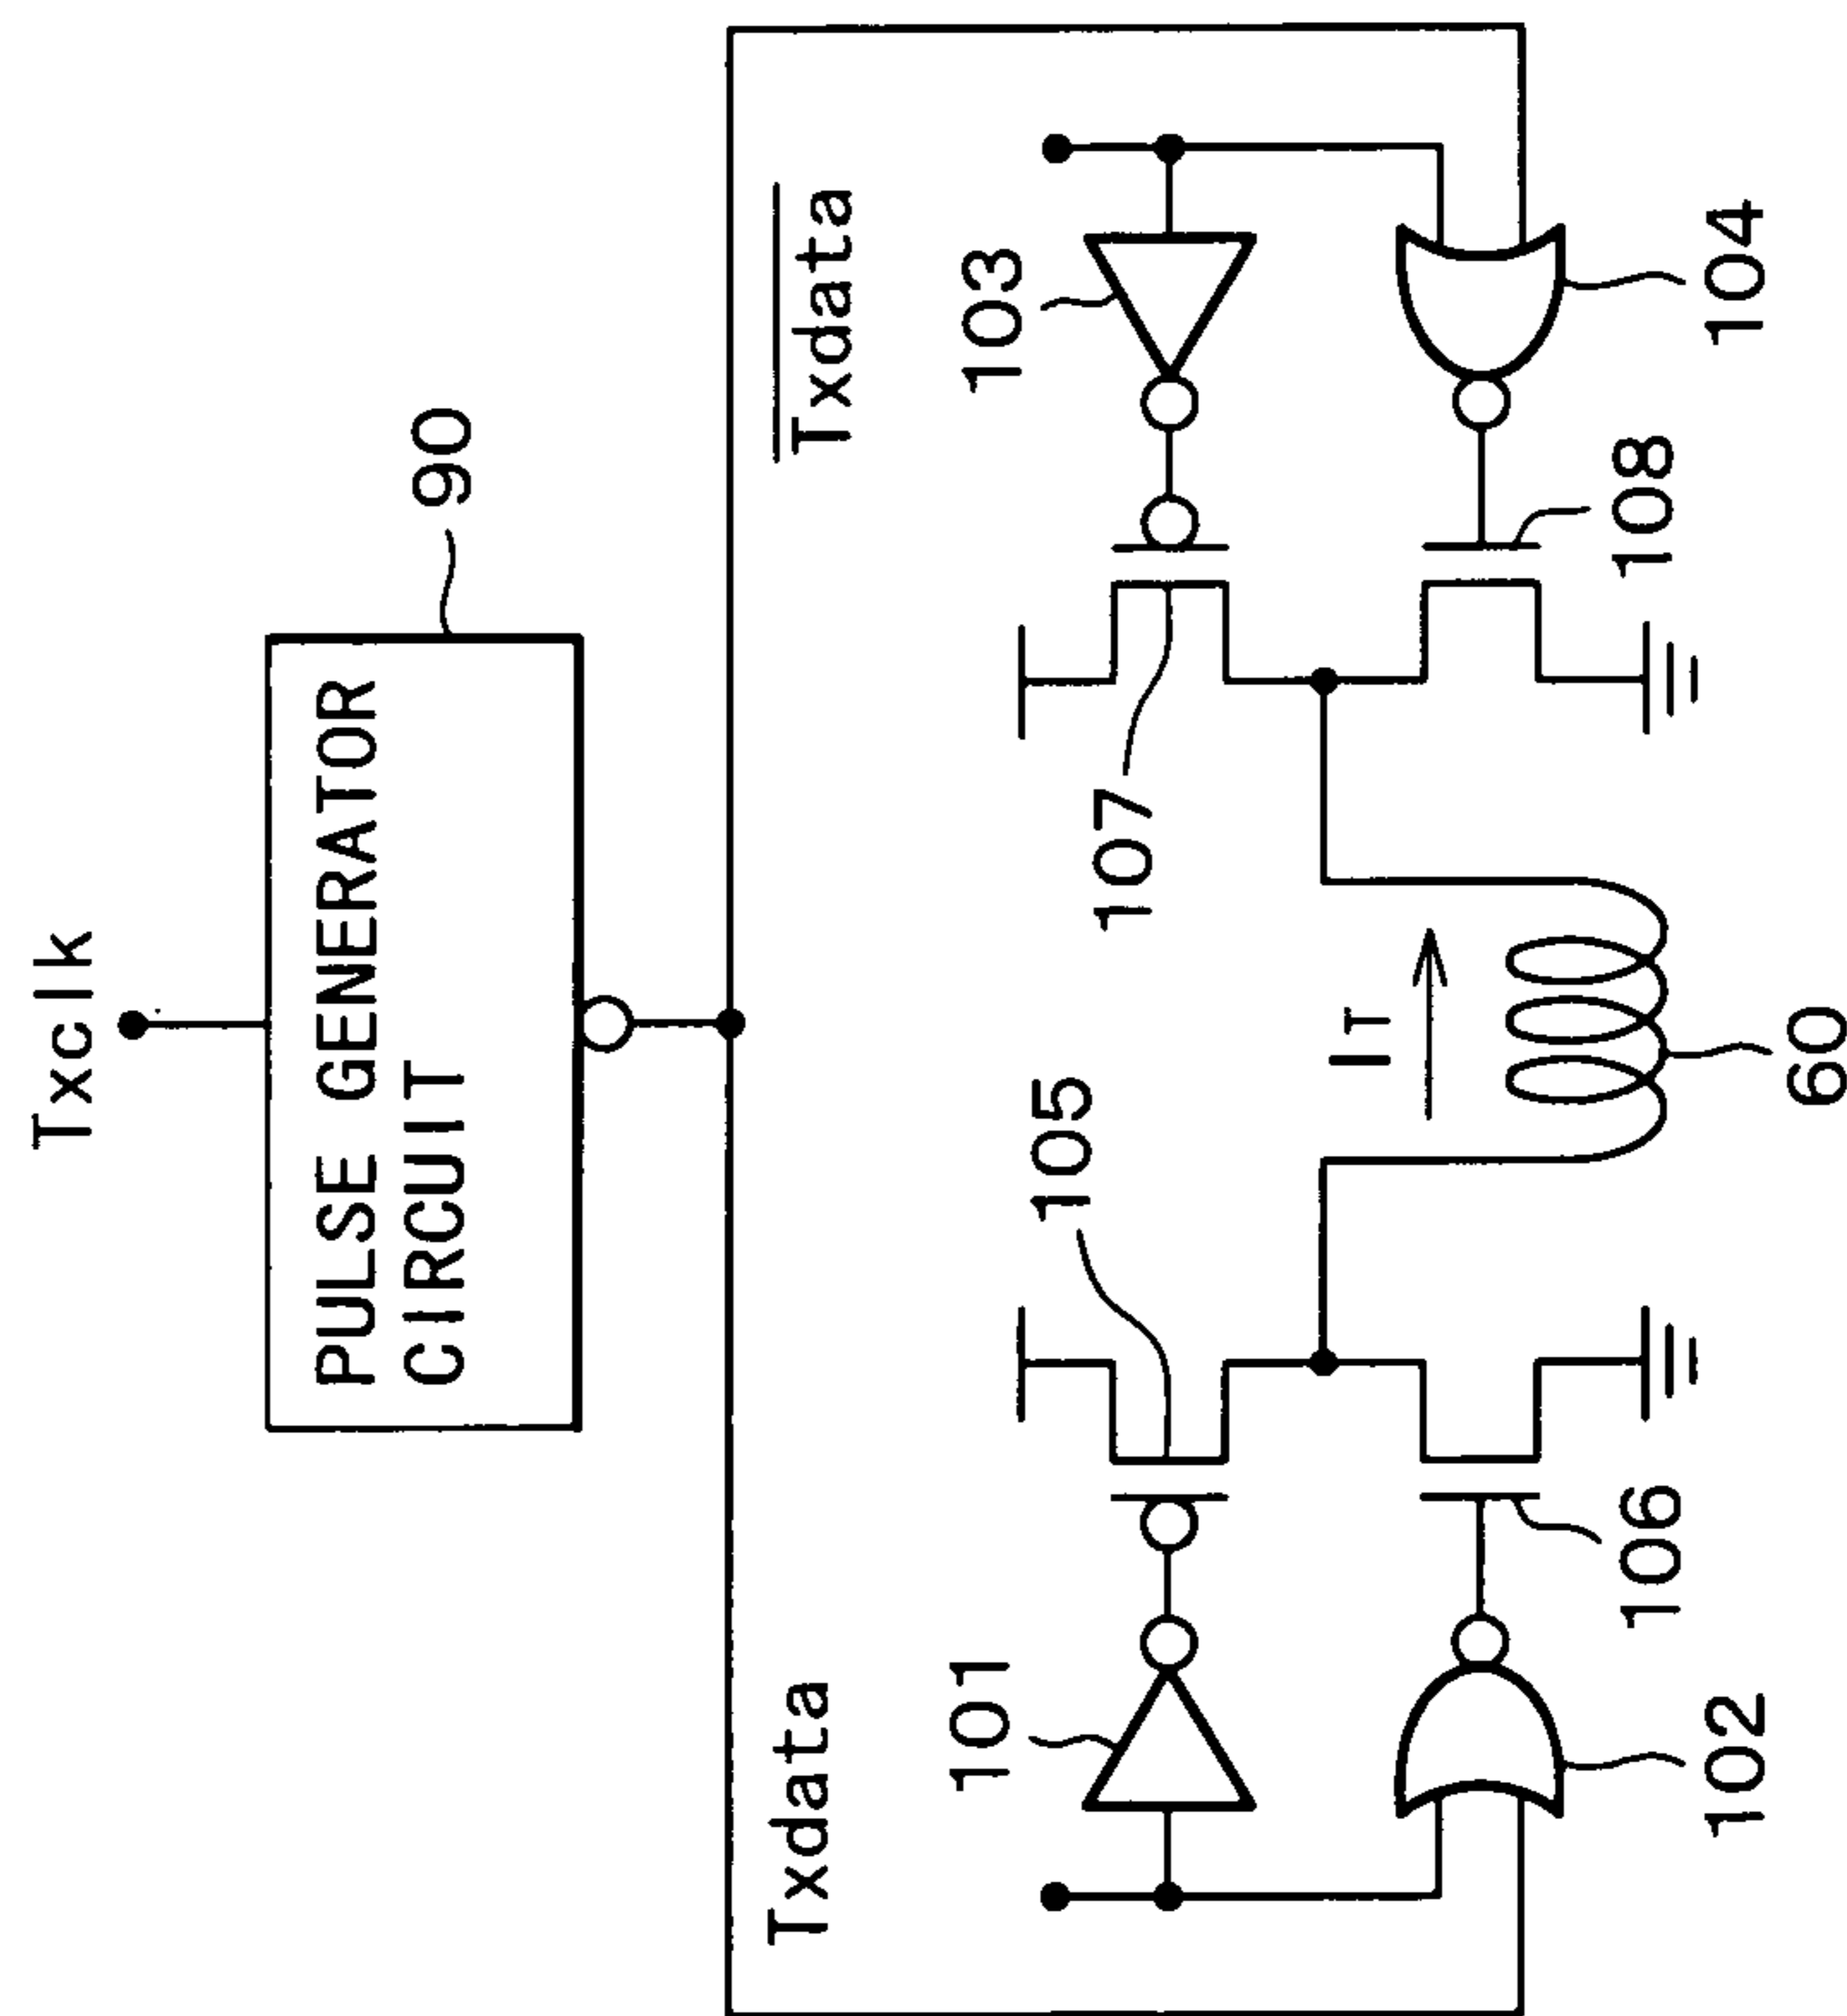 Txclk
PULSE GENERATOR
CIRCUIT
90
Txdata
Txdata
101
103
105
107
102
106
108
104
IT
60